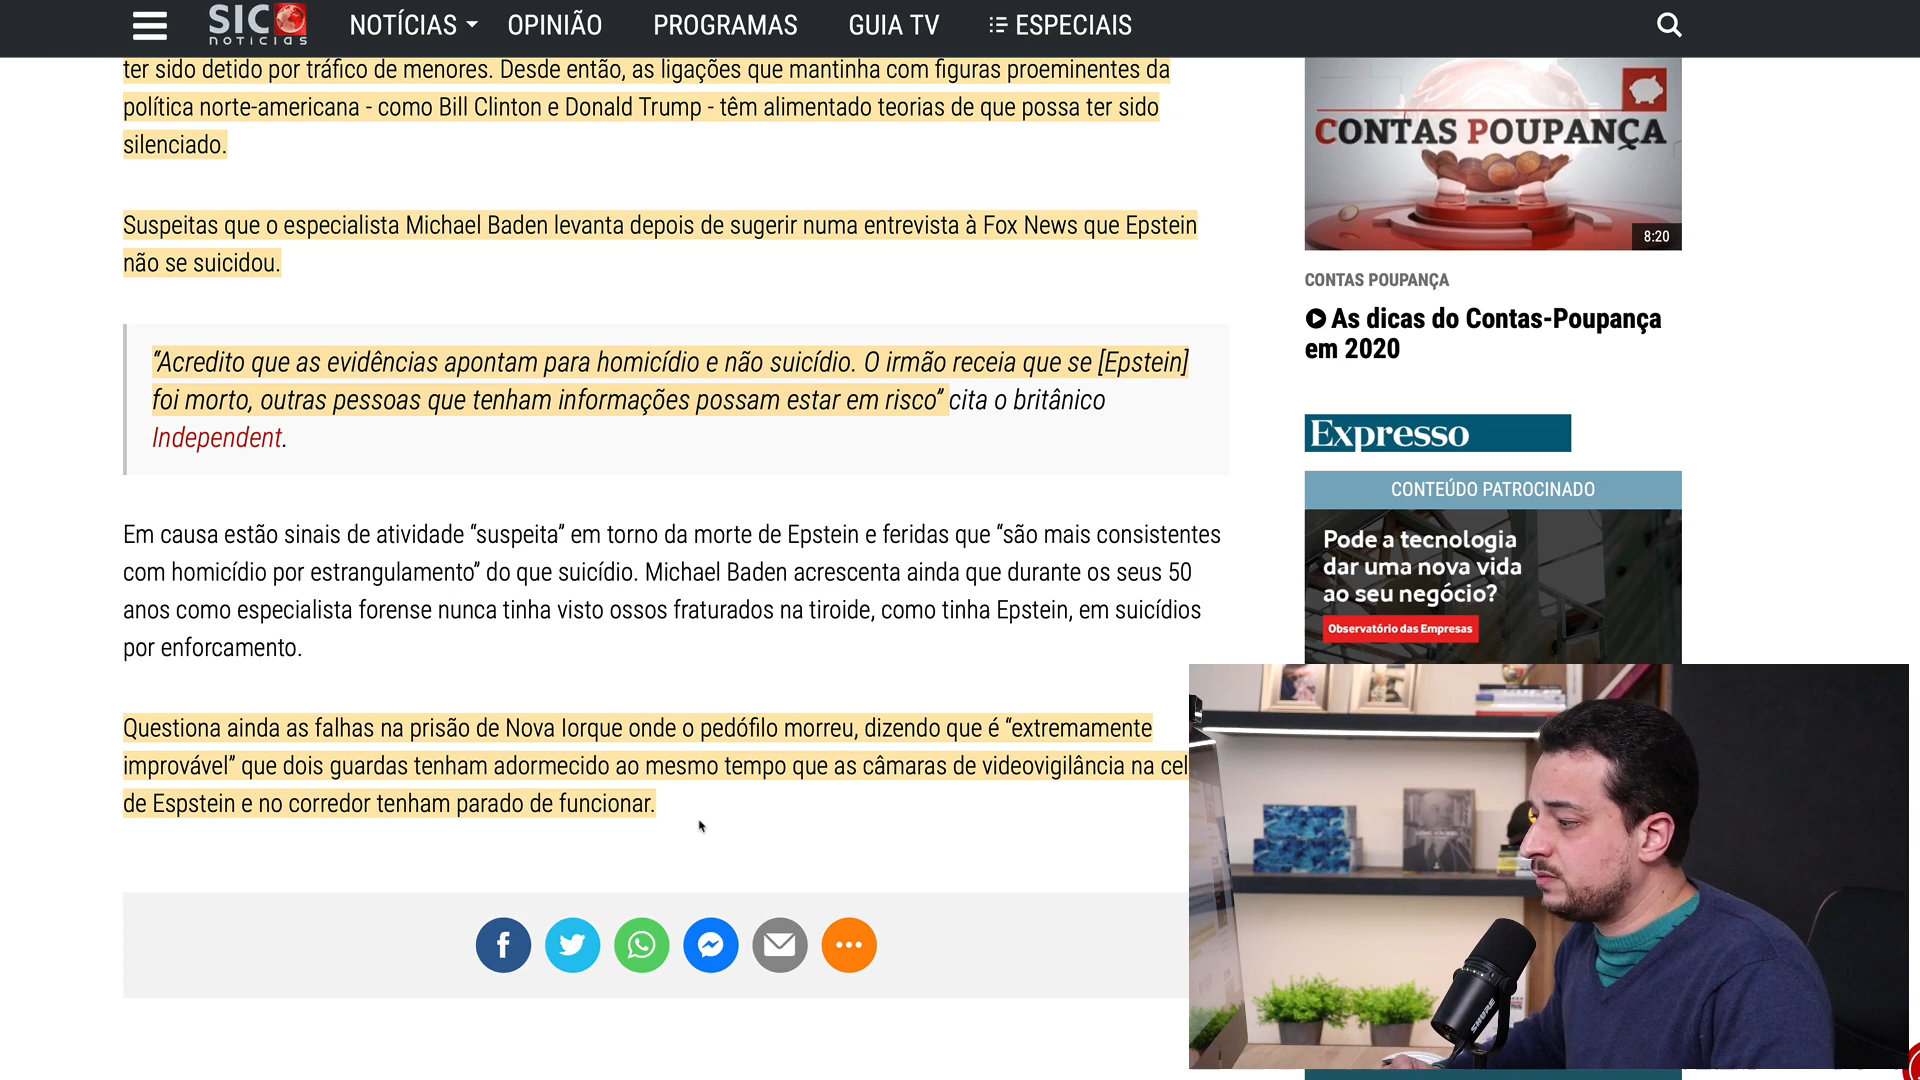 SIC
notícias
NOTÍCIAS
OPINIÃO
PROGRAMAS
GUIA TV
ESPECIAIS
ter sido detido por tráfico de menores. Desde então, as ligações que mantinha com figuras proeminentes da
política norte-americana - como Bill Clinton e Donald Trump - têm alimentado teorias de que possa ter sido
silenciado.
Suspeitas que o especialista Michael Baden levanta depois de sugerir numa entrevista à Fox News que Epstein
não se suicidou.
“Acredito que as evidências apontam para homicídio e não suicídio. O irmão receia que se [Epstein]
foi morto, outras pessoas que tenham informações possam estar em risco” cita o britânico
Independent.
Em causa estão sinais de atividade “suspeita” em torno da morte de Epstein e feridas que “são mais consistentes
com homicídio por estrangulamento” do que suicídio. Michael Baden acrescenta ainda que durante os seus 50
anos como especialista forense nunca tinha visto ossos fraturados na tiroide, como tinha Epstein, em suicídios
por enforcamento.
Questiona ainda as falhas na prisão de Nova Iorque onde o pedófilo morreu, dizendo que é “extremamente
improvável” que dois guardas tenham adormecido ao mesmo tempo que as câmaras de videovigilância na cel
de Espstein e no corredor tenham parado de funcionar.
CONTAS POUPANÇA
8:20
CONTAS POUPANÇA
As dicas do Contas-Poupança
em 2020
Expresso
CONTEÚDO PATROCINADO
Pode a tecnologia
dar uma nova vida
ao seu negócio?
Observatório das Empresas
SHURE